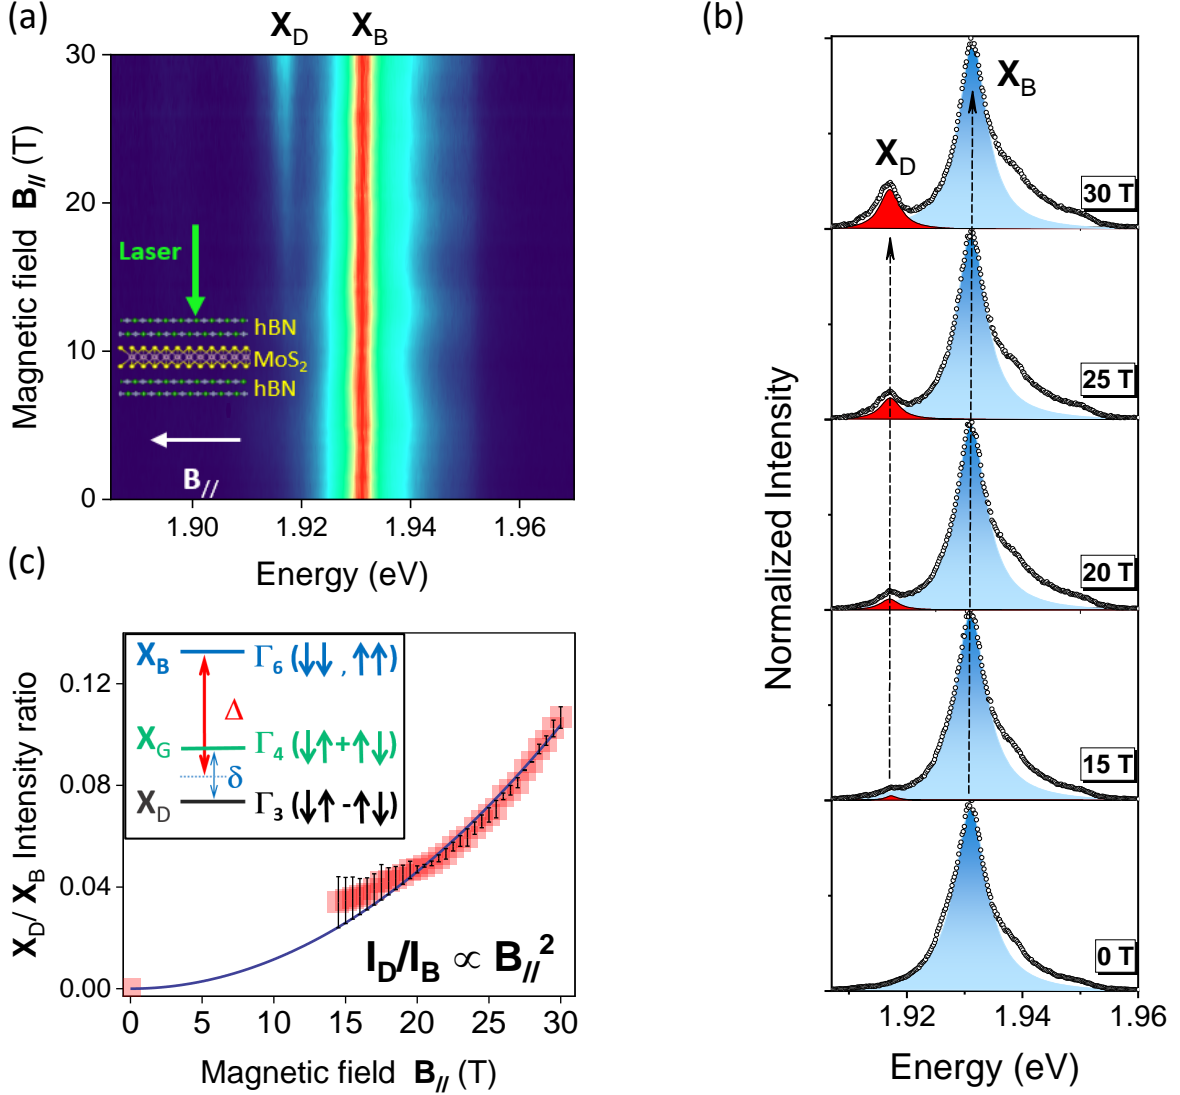 (a)
X_D X_B
30
20
10
0
Magnetic field B_// (T)
Laser
hBN
MoS_2
hBN
B_//
1.90 1.92 1.94 1.96
Energy (eV)
(b)
X_B
X_D
30 T
25 T
20 T
15 T
0 T
Normalized Intensity
1.92 1.94 1.96
Energy (eV)
(c)
0.12
0.08
0.04
0.00
X_D/ X_B Intensity ratio
X_B Γ_6 (↓↓ , ↑↑)
Δ
X_G Γ_4 (↓↑+↑↓)
δ
X_D Γ_3 (↓↑ -↑↓)
I_D/I_B ∝ B_//^2
0 5 10 15 20 25 30
Magnetic field B_// (T)